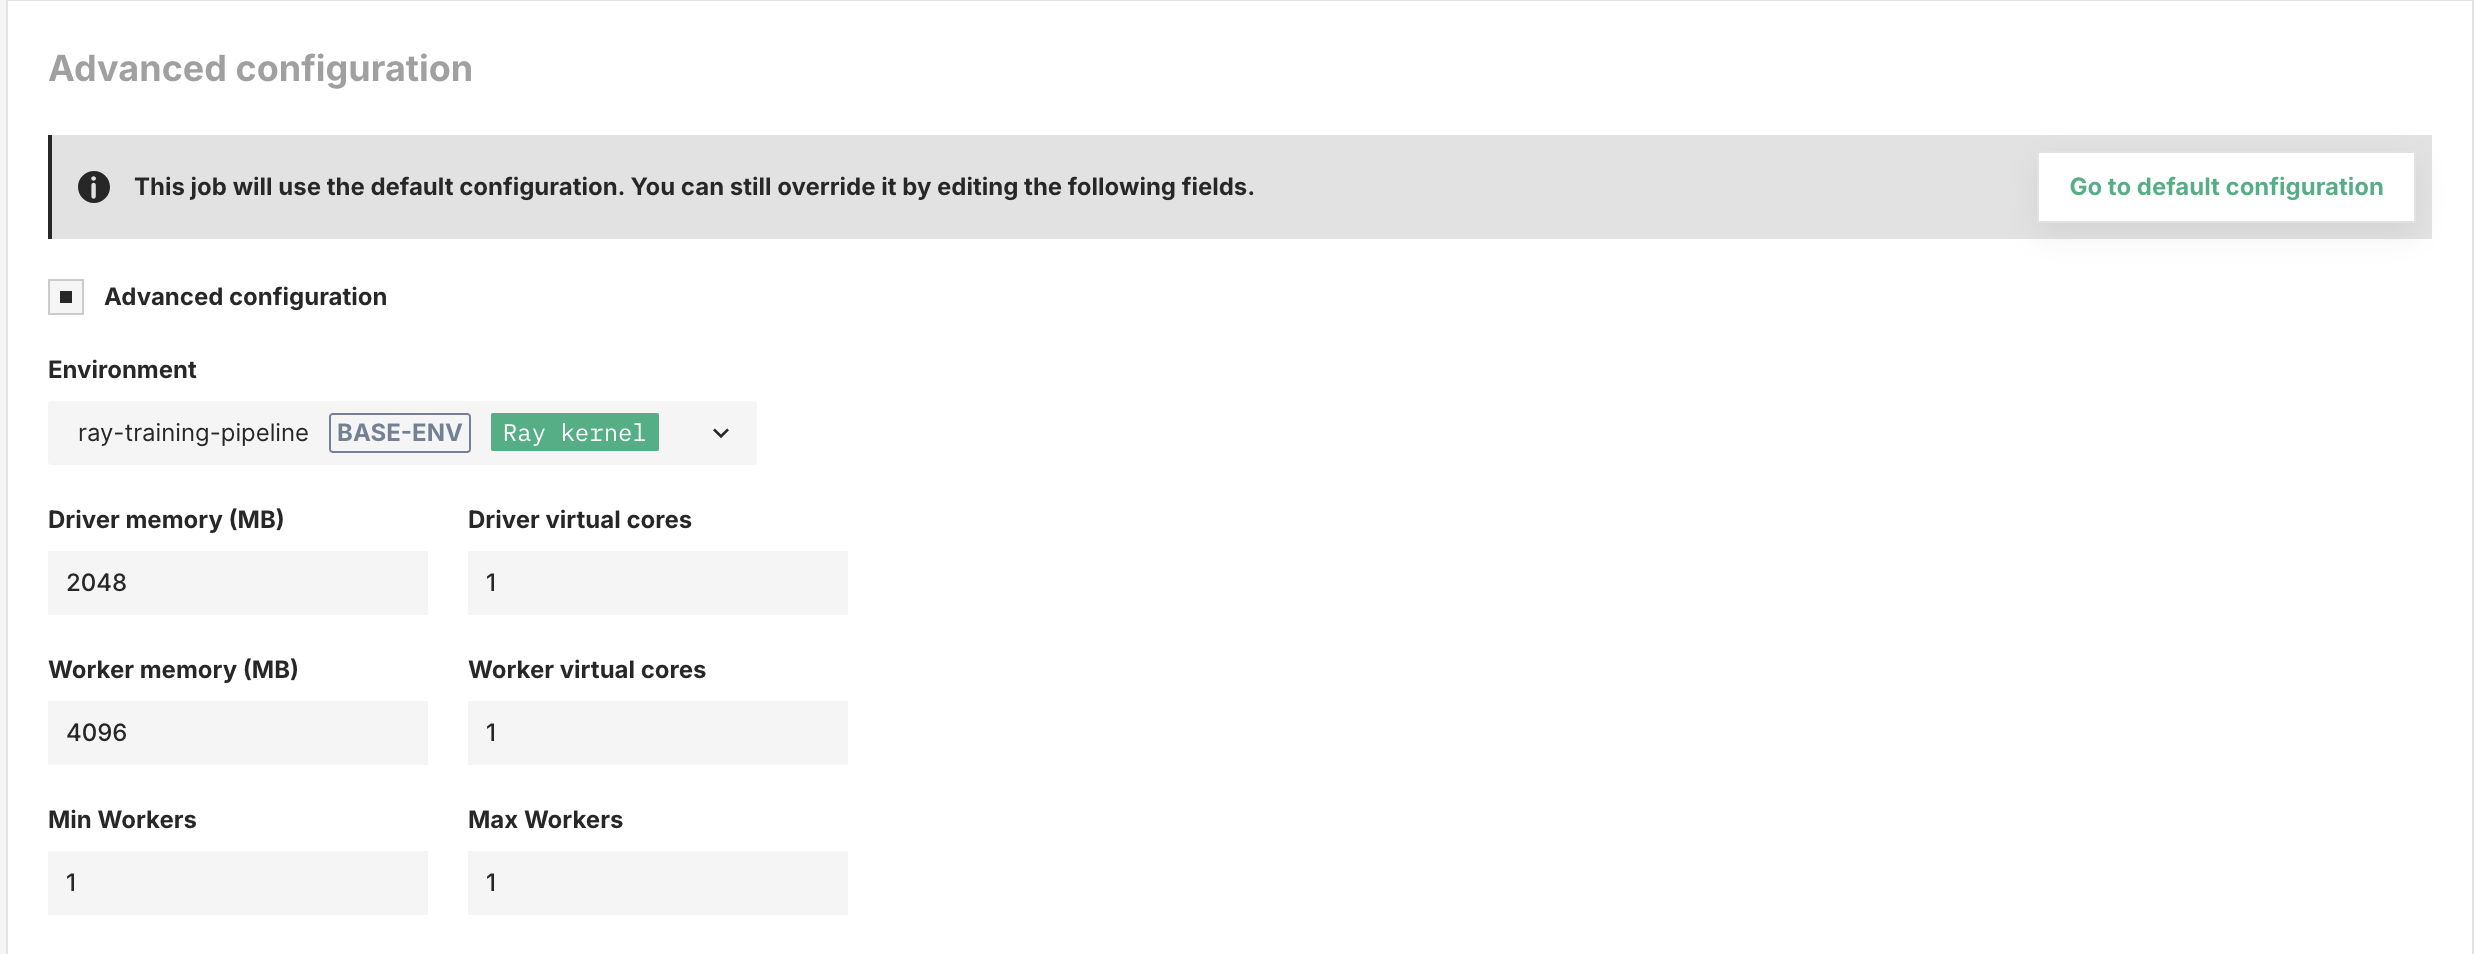 Advanced configuration
This job will use the default configuration. You can still override it by editing the following fields.
Go to default configuration
Advanced configuration
Environment
ray-training-pipeline BASE-ENV Ray kernel
Driver memory (MB) Driver virtual cores
2048 1
Worker memory (MB) Worker virtual cores
4096 1
Min Workers Max Workers
1 1